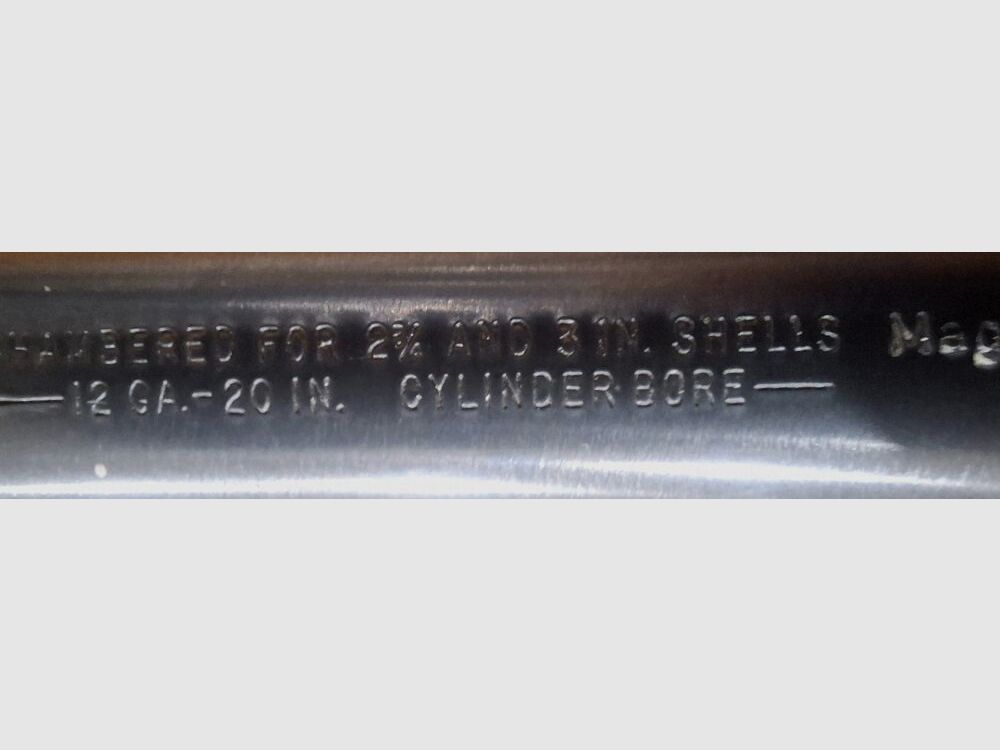 HAMBERED FOR 2¾ AND 3 IN. SHELLS Mag
12 GA.-20 IN. CYLINDER BORE